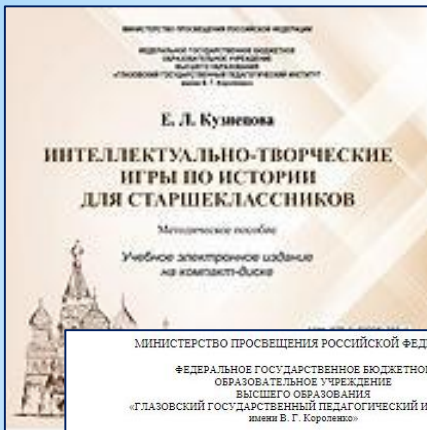 МИНИСТЕРСТВО ПРОСВЕЩЕНИЯ РОССИЙСКОЙ ФЕДЕРАЦИИ
ФЕДЕРАЛЬНОЕ ГОСУДАРСТВЕННОЕ БЮДЖЕТНОЕ
ОБРАЗОВАТЕЛЬНОЕ УЧРЕЖДЕНИЕ
ВЫСШЕГО ОБРАЗОВАНИЯ
«ГЛАЗОВСКИЙ ГОСУДАРСТВЕННЫЙ ПЕДАГОГИЧЕСКИЙ ИНСТИТУТ
имени В. Г. Короленко»
Е. Л. Кузнецова
ИНТЕЛЛЕКТУАЛЬНО-ТВОРЧЕСКИЕ
ИГРЫ ПО ИСТОРИИ
ДЛЯ СТАРШЕКЛАССНИКОВ
Методическое пособие
Учебное электронное издание
на компакт-диске
МИНИСТЕРСТВО ПРОСВЕЩЕНИЯ РОССИЙСКОЙ ФЕД
ФЕДЕРАЛЬНОЕ ГОСУДАРСТВЕННОЕ БЮДЖЕТНО
ОБРАЗОВАТЕЛЬНОЕ УЧРЕЖДЕНИЕ
ВЫСШЕГО ОБРАЗОВАНИЯ
«ГЛАЗОВСКИЙ ГОСУДАРСТВЕННЫЙ ПЕДАГОГИЧЕСКИЙ И
имени В. Г. Короленко»